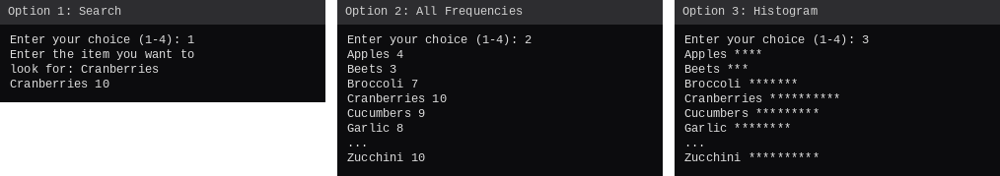 Option 1: Search
Enter your choice (1-4): 1
Enter the item you want to
look for: Cranberries
Cranberries 10
Option 2: All Frequencies
Enter your choice (1-4): 2
Apples 4
Beets 3
Broccoli 7
Cranberries 10
Cucumbers 9
Garlic 8
...
Zucchini 10
Option 3: Histogram
Enter your choice (1-4): 3
Apples ****
Beets ***
Broccoli *******
Cranberries **********
Cucumbers *********
Garlic ********
...
Zucchini **********